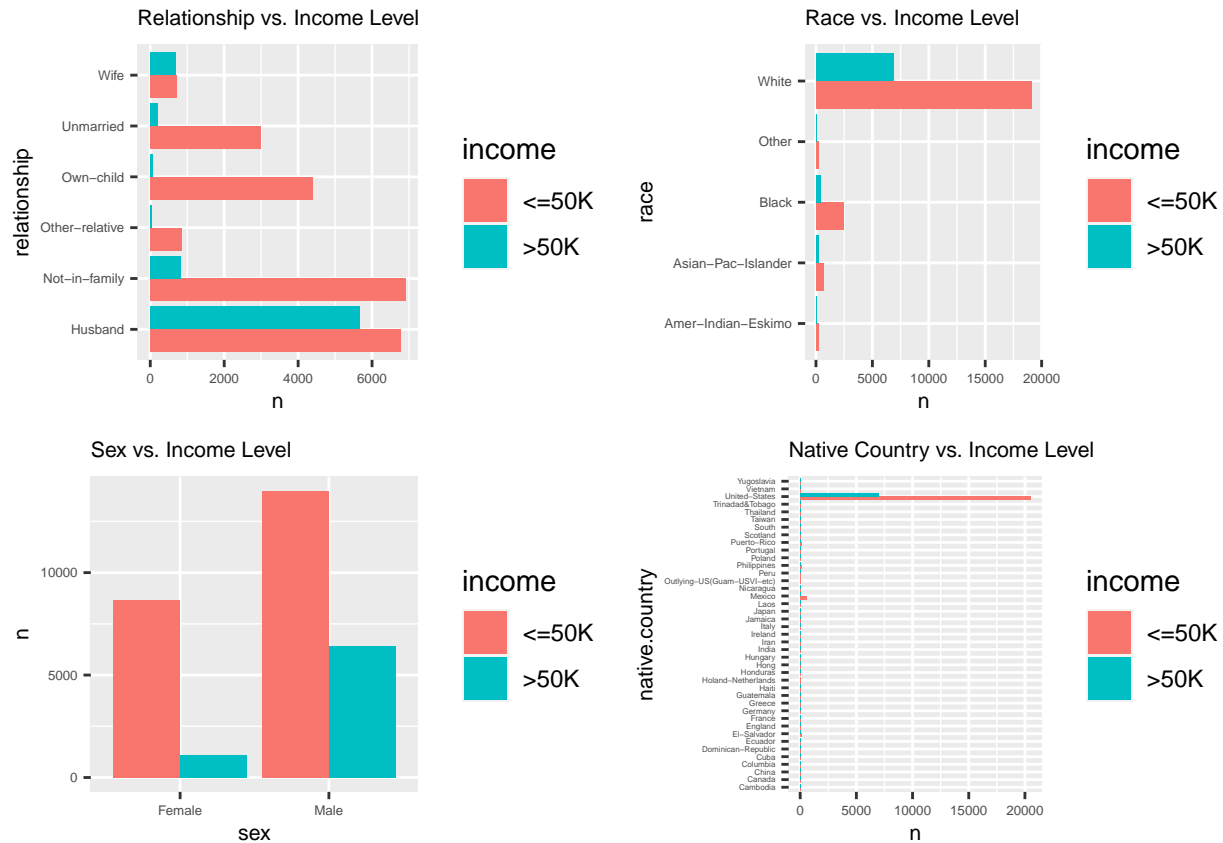 Relationship vs. Income Level
Wife
Unmarried
Own−child
Other−relative
Not−in−family
Husband
0 2000 4000 6000
n
relationship
income
<=50K
>50K
Race vs. Income Level
White
Other
Black
Asian−Pac−Islander
Amer−Indian−Eskimo
0 5000 10000 15000 20000
n
race
income
<=50K
>50K
Sex vs. Income Level
10000
5000
0
Female Male
sex
n
income
<=50K
>50K
Native Country vs. Income Level
Yugoslavia
Vietnam
United−States
Trinadad&Tobago
Thailand
Taiwan
South
Scotland
Puerto−Rico
Portugal
Poland
Philippines
Peru
Outlying−US(Guam−USVI−etc)
Nicaragua
Mexico
Laos
Japan
Jamaica
Italy
Ireland
Iran
India
Hungary
Hong
Honduras
Holand−Netherlands
Haiti
Guatemala
Greece
Germany
France
England
El−Salvador
Ecuador
Dominican−Republic
Cuba
Columbia
China
Canada
Cambodia
0 5000 10000 15000 20000
n
native.country
income
<=50K
>50K